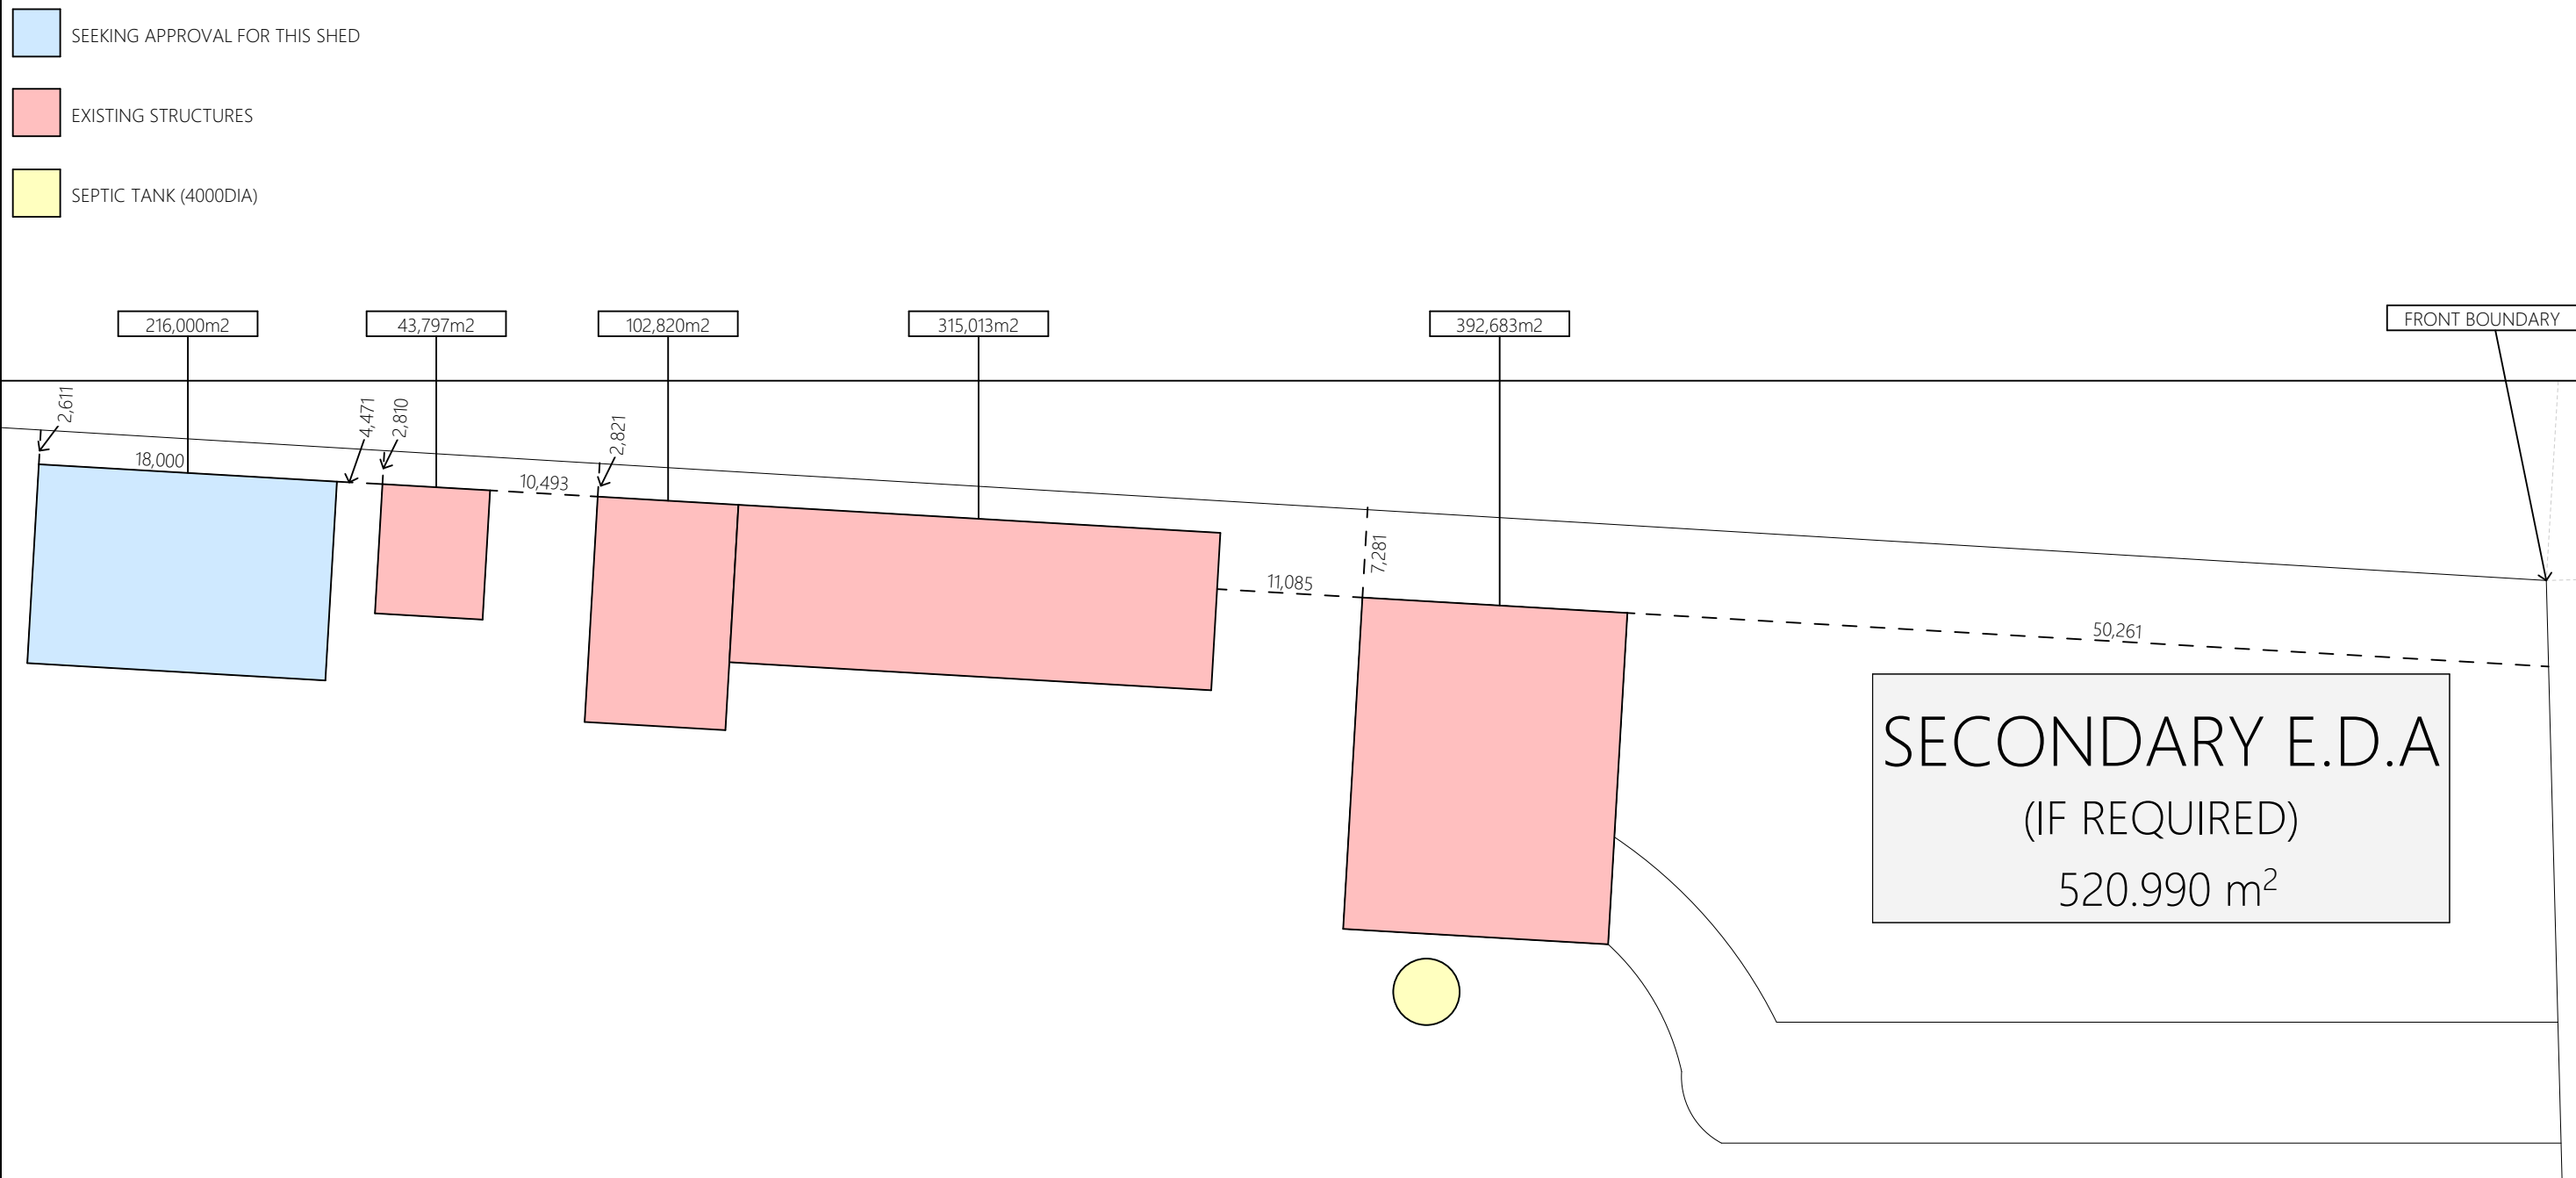 SEEKING APPROVAL FOR THIS SHED
EXISTING STRUCTURES
SEPTIC TANK (4000DIA)
216,000m2
43,797m2
102,820m2
315,013m2
392,683m2
FRONT BOUNDARY
2,611
4,471
2,810
2,821
18,000
10,493
7,281
11,085
50,261
SECONDARY E.D.A
(IF REQUIRED)
520.990 m²